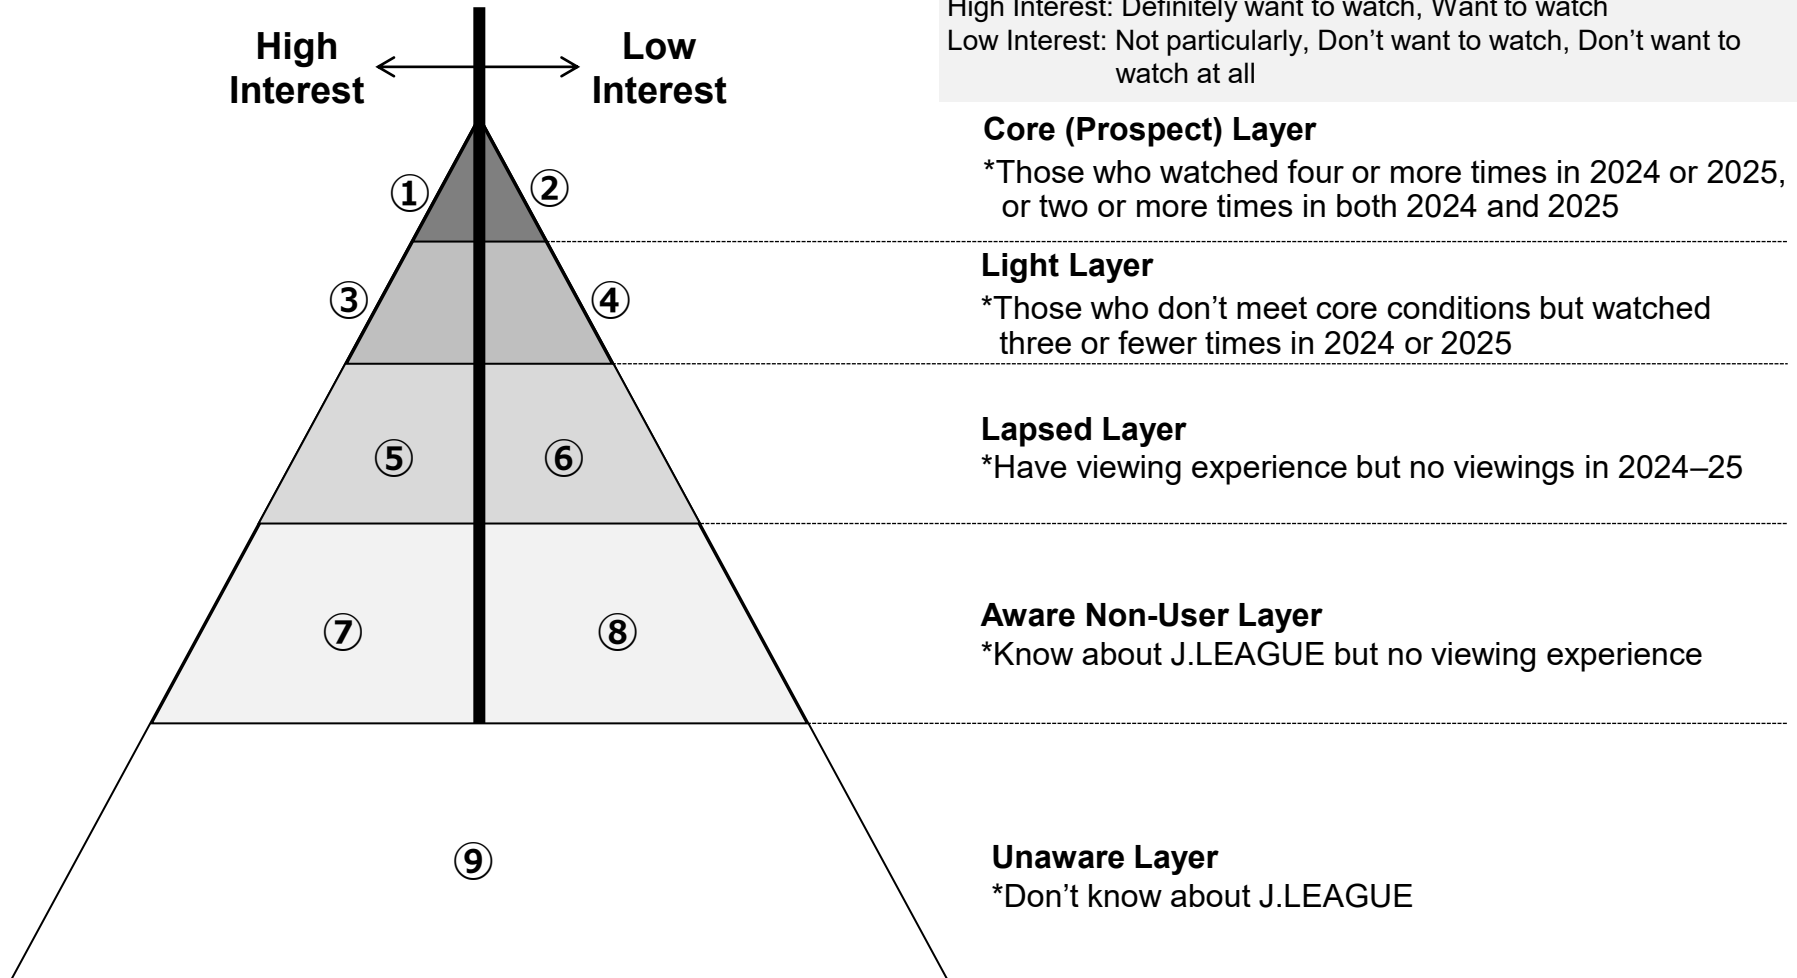 High Interest: Definitely want to watch, Want to watch
Low Interest: Not particularly, Don’t want to watch, Don’t want to
watch at all
High
Interest
Low
Interest
Core (Prospect) Layer
*Those who watched four or more times in 2024 or 2025,
or two or more times in both 2024 and 2025
①
②
Light Layer
*Those who don’t meet core conditions but watched
three or fewer times in 2024 or 2025
③
④
Lapsed Layer
*Have viewing experience but no viewings in 2024–25
⑤
⑥
Aware Non-User Layer
*Know about J.LEAGUE but no viewing experience
⑦
⑧
Unaware Layer
*Don’t know about J.LEAGUE
⑨